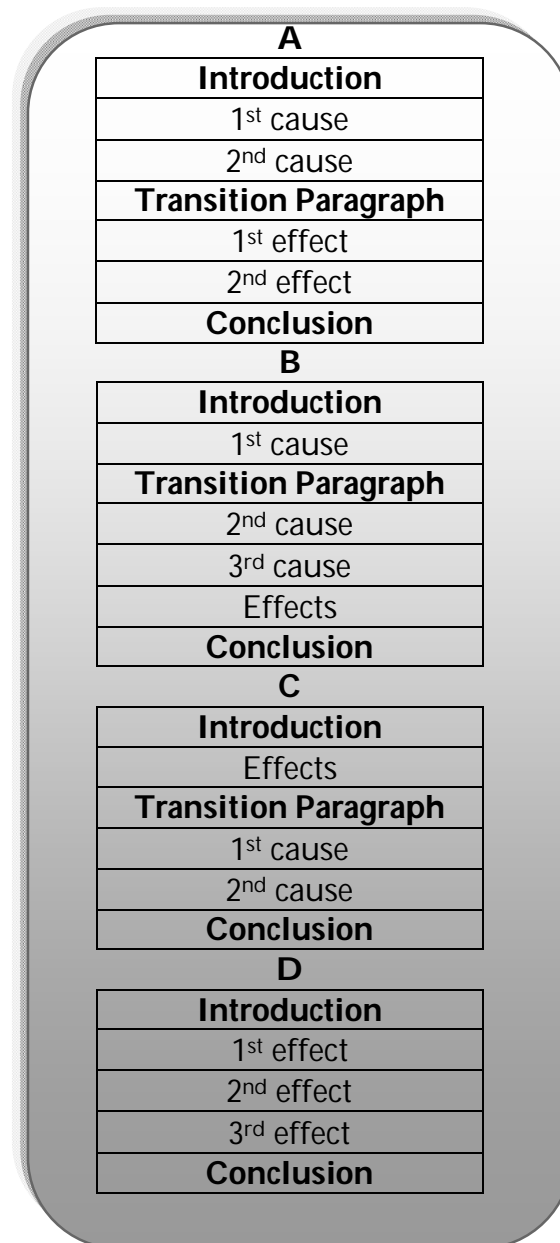 A
Introduction
1st cause
2nd cause
Transition Paragraph
1st effect
2nd effect
Conclusion
B
Introduction
1st cause
Transition Paragraph
2nd cause
3rd cause
Effects
Conclusion
C
Introduction
Effects
Transition Paragraph
1st cause
2nd cause
Conclusion
D
Introduction
1st effect
2nd effect
3rd effect
Conclusion